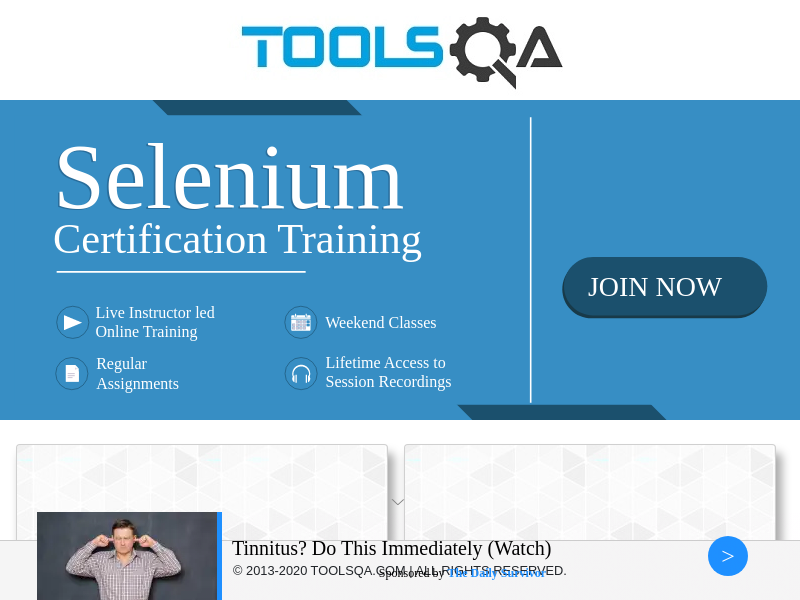 TOOLSQA
Selenium
Certification Training
Live Instructor led
Online Training
Weekend Classes
Regular
Assignments
Lifetime Access to
Session Recordings
JOIN NOW
Tinnitus? Do This Immediately (Watch)
© 2013-2020 TOOLSQA.COM | ALL RIGHTS RESERVED.
Sponsored by The Daily Survivor
>